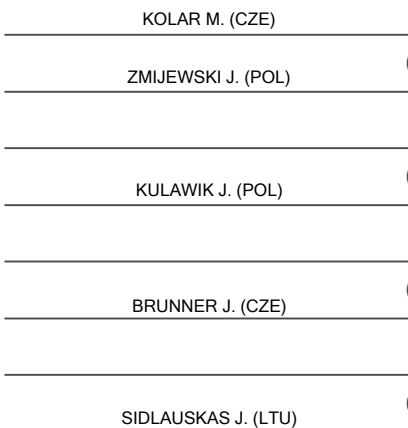 KOLAR M. (CZE)
ZMIJEWSKI J. (POL)
KULAWIK J. (POL)
BRUNNER J. (CZE)
SIDLAUSKAS J. (LTU)